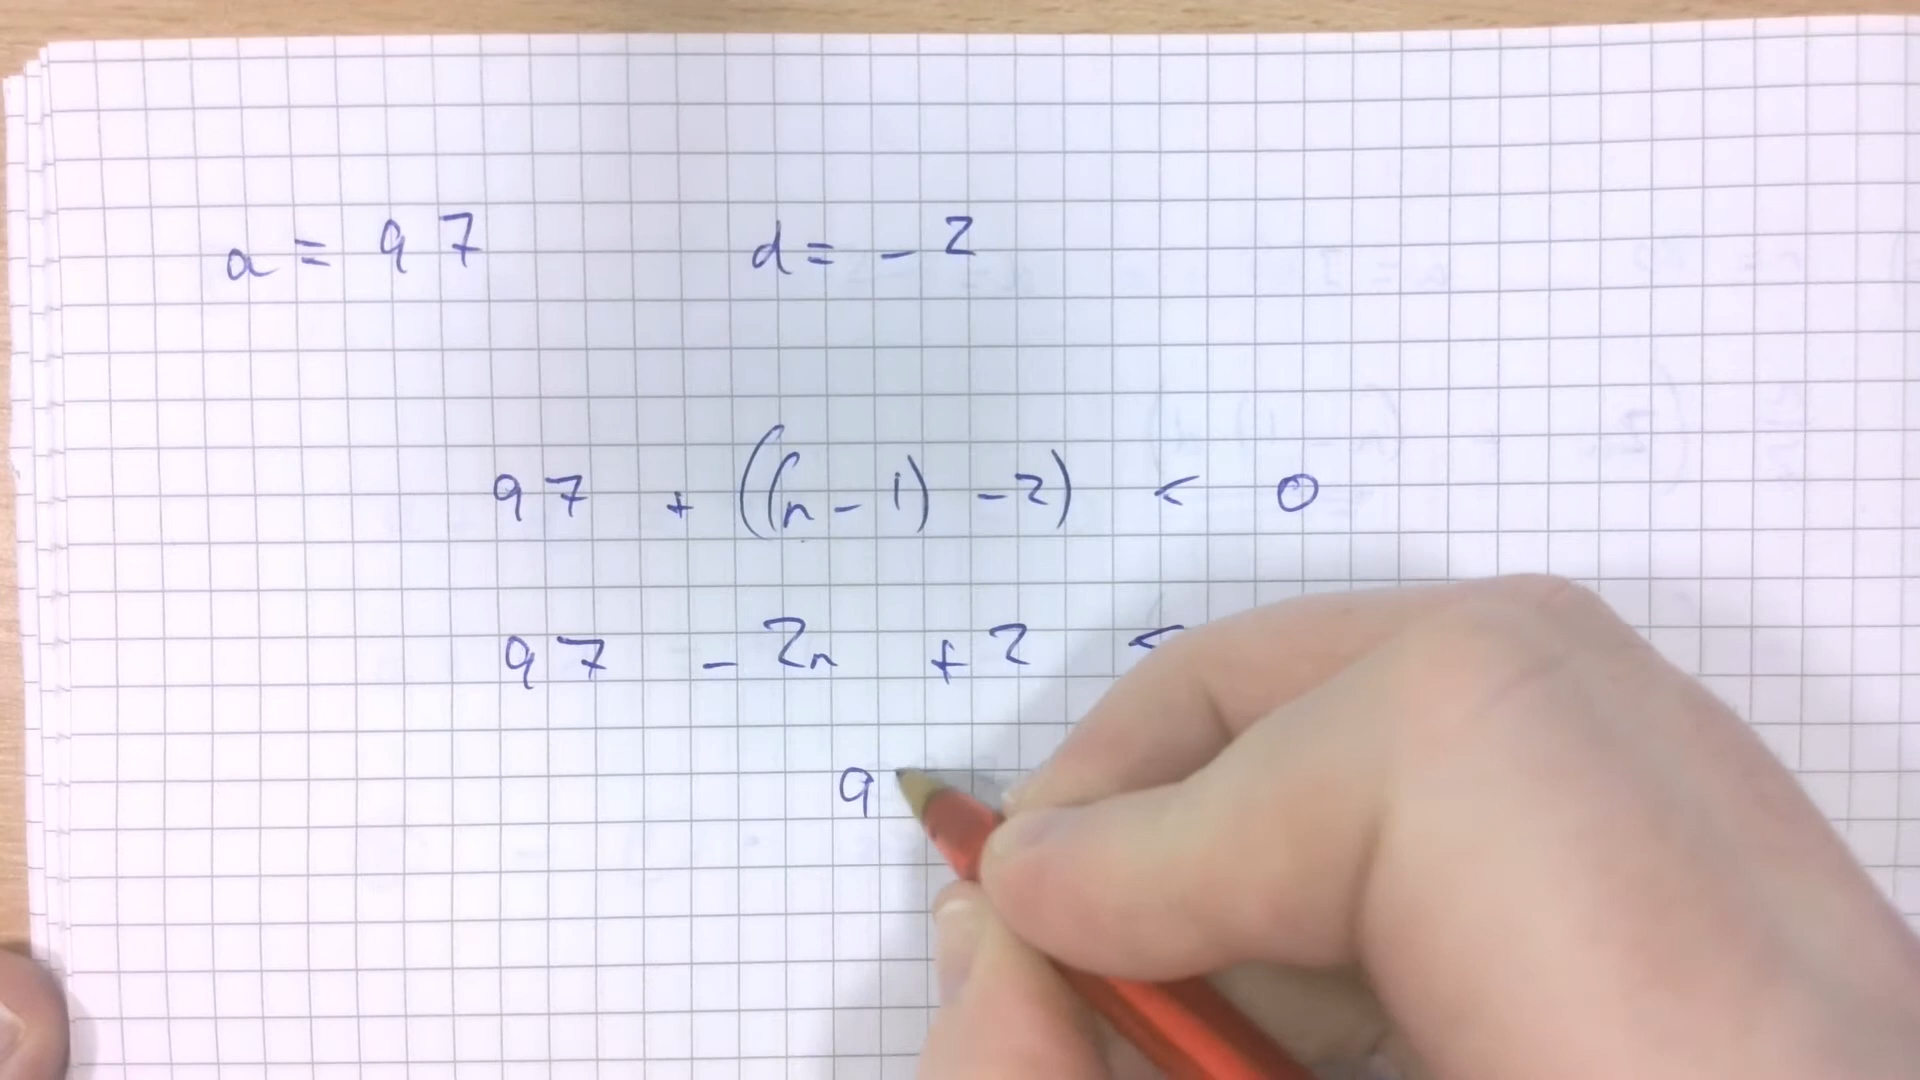 a = 97 d = -2
97 + ((n - 1) -2) < 0
97 - 2n + 2 <
9